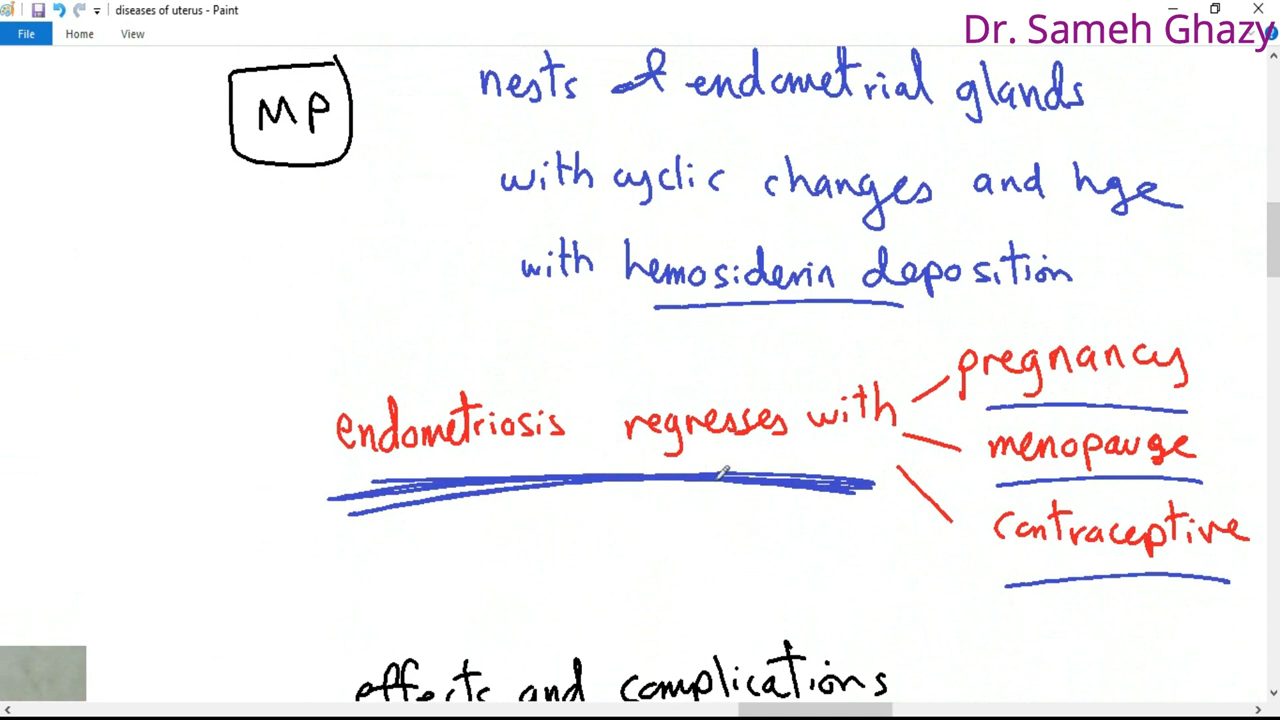 diseases of uterus - Paint
File Home View
Dr. Sameh Ghazy
MP
nests of endometrial glands
with cyclic changes and hge
with hemosiderin deposition
endometriosis regresses with
pregnancy
menopause
contraceptive
effects and complications